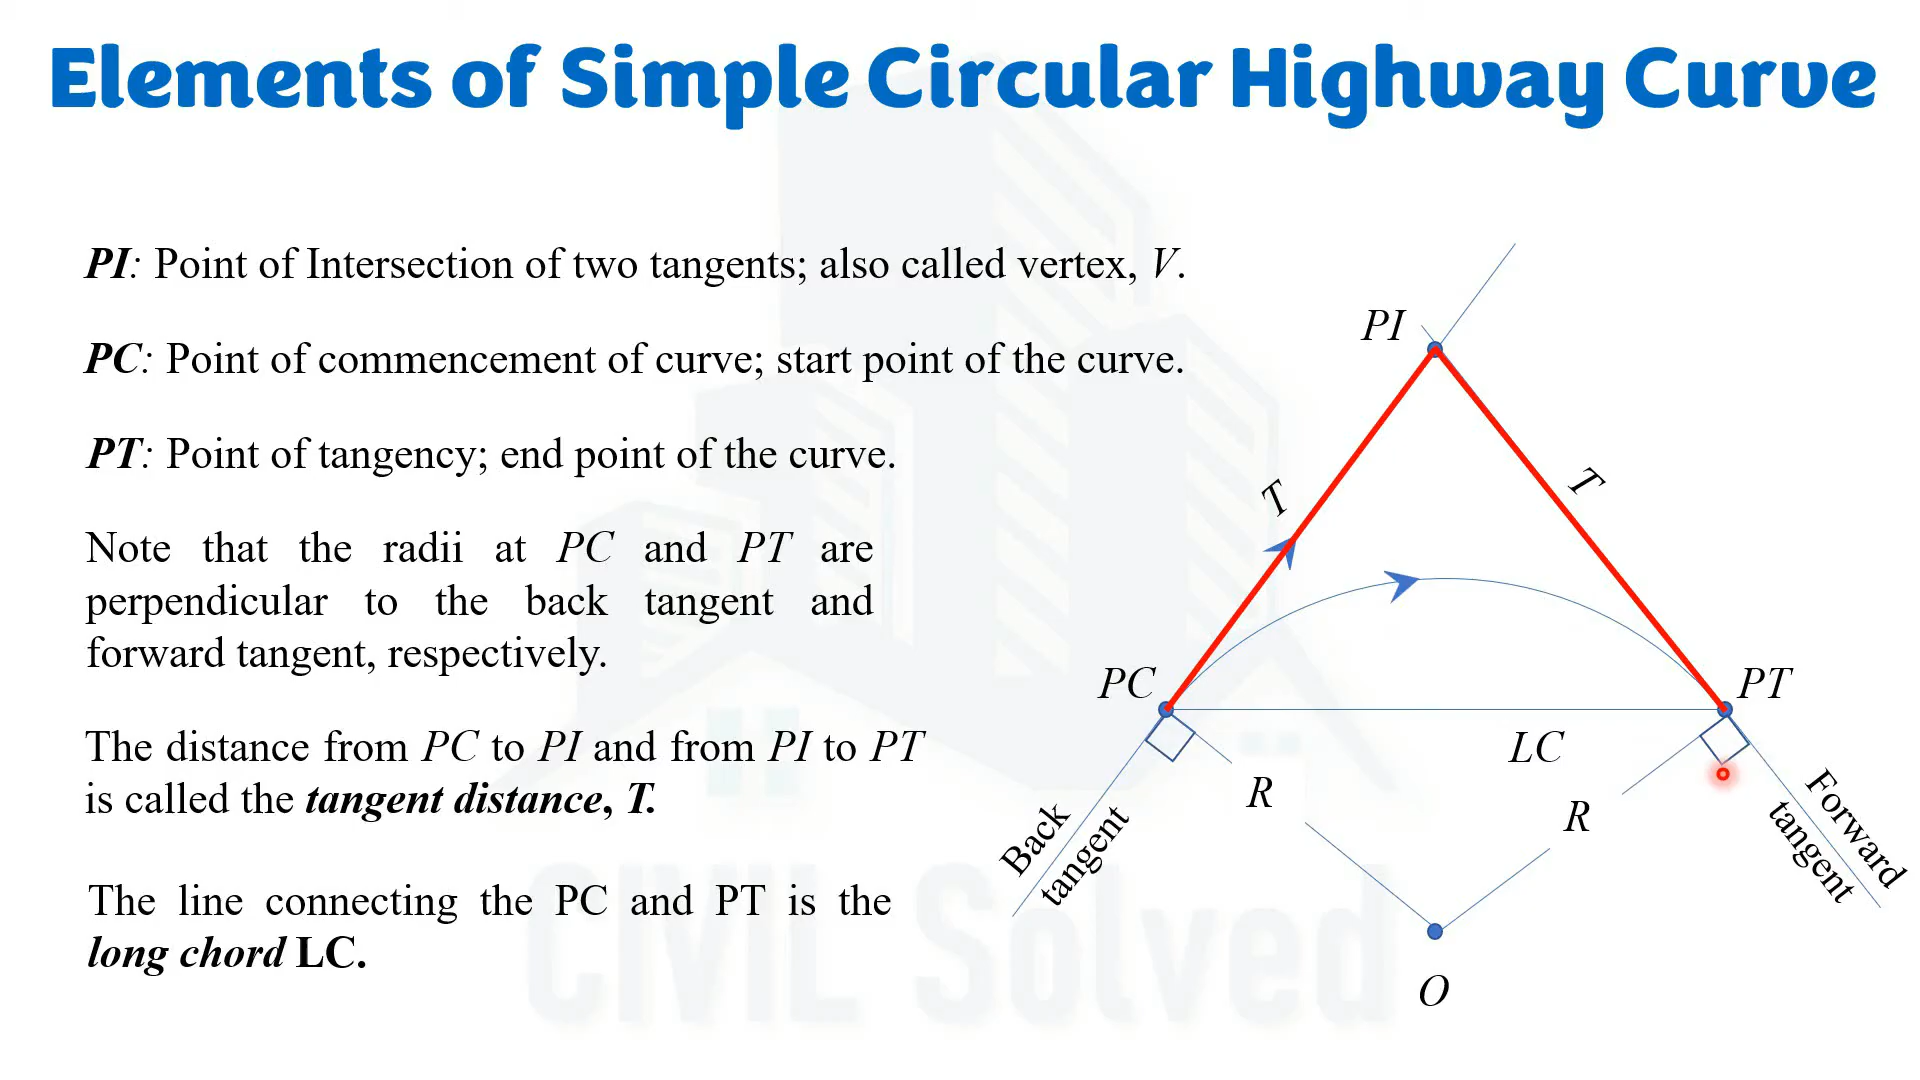 Elements of Simple Circular Highway Curve
PI: Point of Intersection of two tangents; also called vertex, V.
PC: Point of commencement of curve; start point of the curve.
PT: Point of tangency; end point of the curve.
Note that the radii at PC and PT are
perpendicular to the back tangent and
forward tangent, respectively.
The distance from PC to PI and from PI to PT
is called the tangent distance, T.
The line connecting the PC and PT is the
long chord LC.
PI
T
T
PC
PT
LC
R
R
Back
tangent
Forward
tangent
O
CIVIL Solved